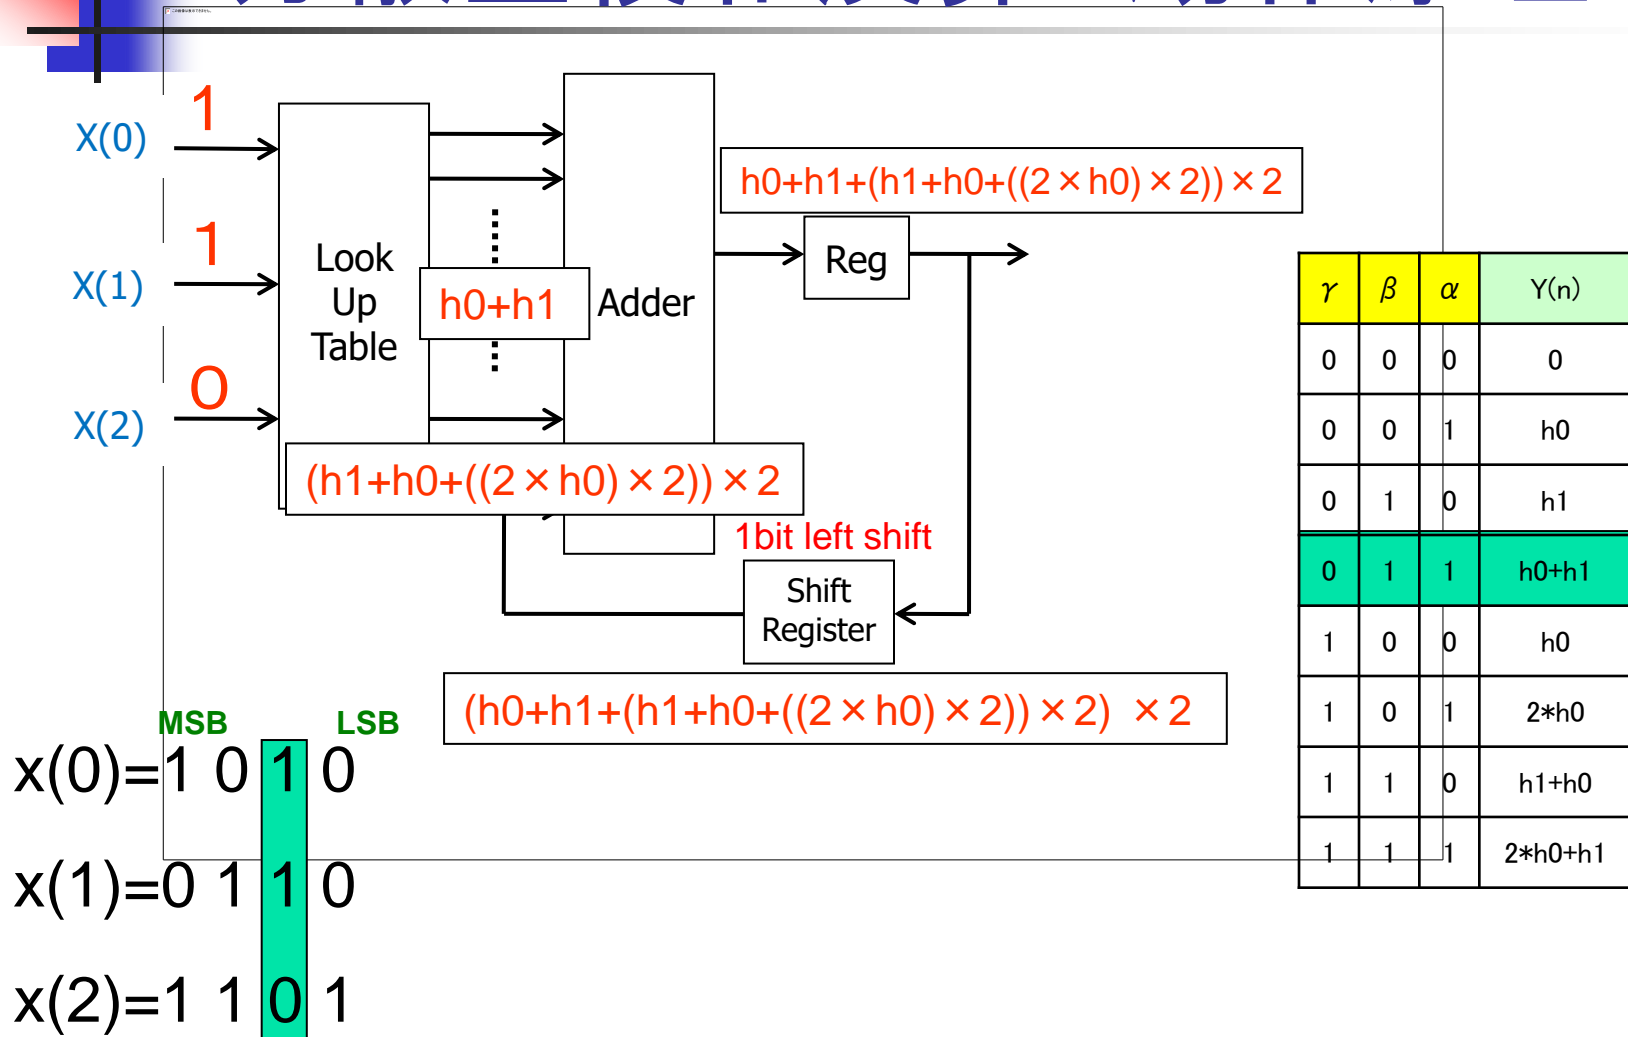 X(0)
1
X(1)
1
X(2)
0
Look
Up
Table
h0+h1
Adder
h0+h1+(h1+h0+((2×h0)×2))×2
Reg
(h1+h0+((2×h0)×2))×2
1bit left shift
Shift
Register
(h0+h1+(h1+h0+((2×h0)×2))×2) ×2
MSB LSB
x(0)=1 0 1 0
x(1)=0 1 1 0
x(2)=1 1 0 1
γ β α Y(n)
0 0 0 0
0 0 1 h0
0 1 0 h1
0 1 1 h0+h1
1 0 0 h0
1 0 1 2*h0
1 1 0 h1+h0
1 1 1 2*h0+h1